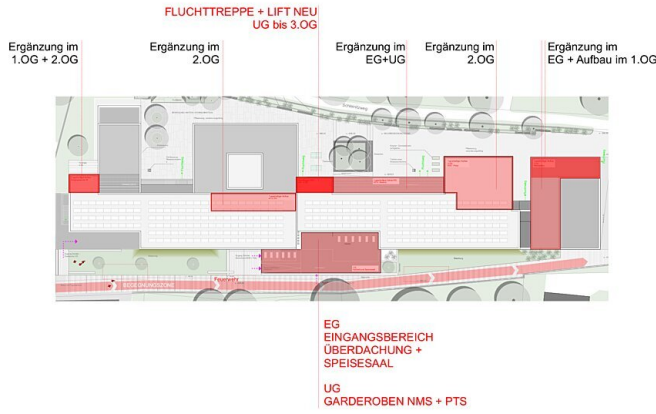 FLUCHTTREPPE + LIFT NEU
UG bis 3.OG
Ergänzung im
1.OG + 2.OG
Ergänzung im
2.OG
Ergänzung im
EG+UG
Ergänzung im
2.OG
Ergänzung im
EG + Aufbau im 1.OG
Feuerwehr
BEGEGNUNGSZONE
EG
EINGANGSBEREICH
ÜBERDACHUNG +
SPEISESAAL
UG
GARDEROBEN NMS + PTS